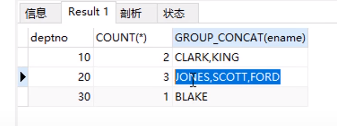 信息 Result 1 剖析 状态
deptno COUNT(*) GROUP_CONCAT(ename)
10 2 CLARK,KING
20 3 JONES,SCOTT,FORD
30 1 BLAKE